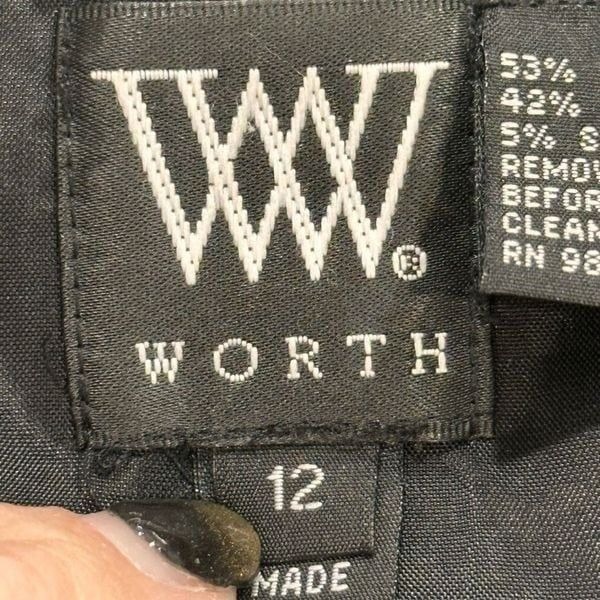 W
®
WORTH
12
MADE
53%
42%
5%
REMOV
BEFOR
CLEAN
RN 98